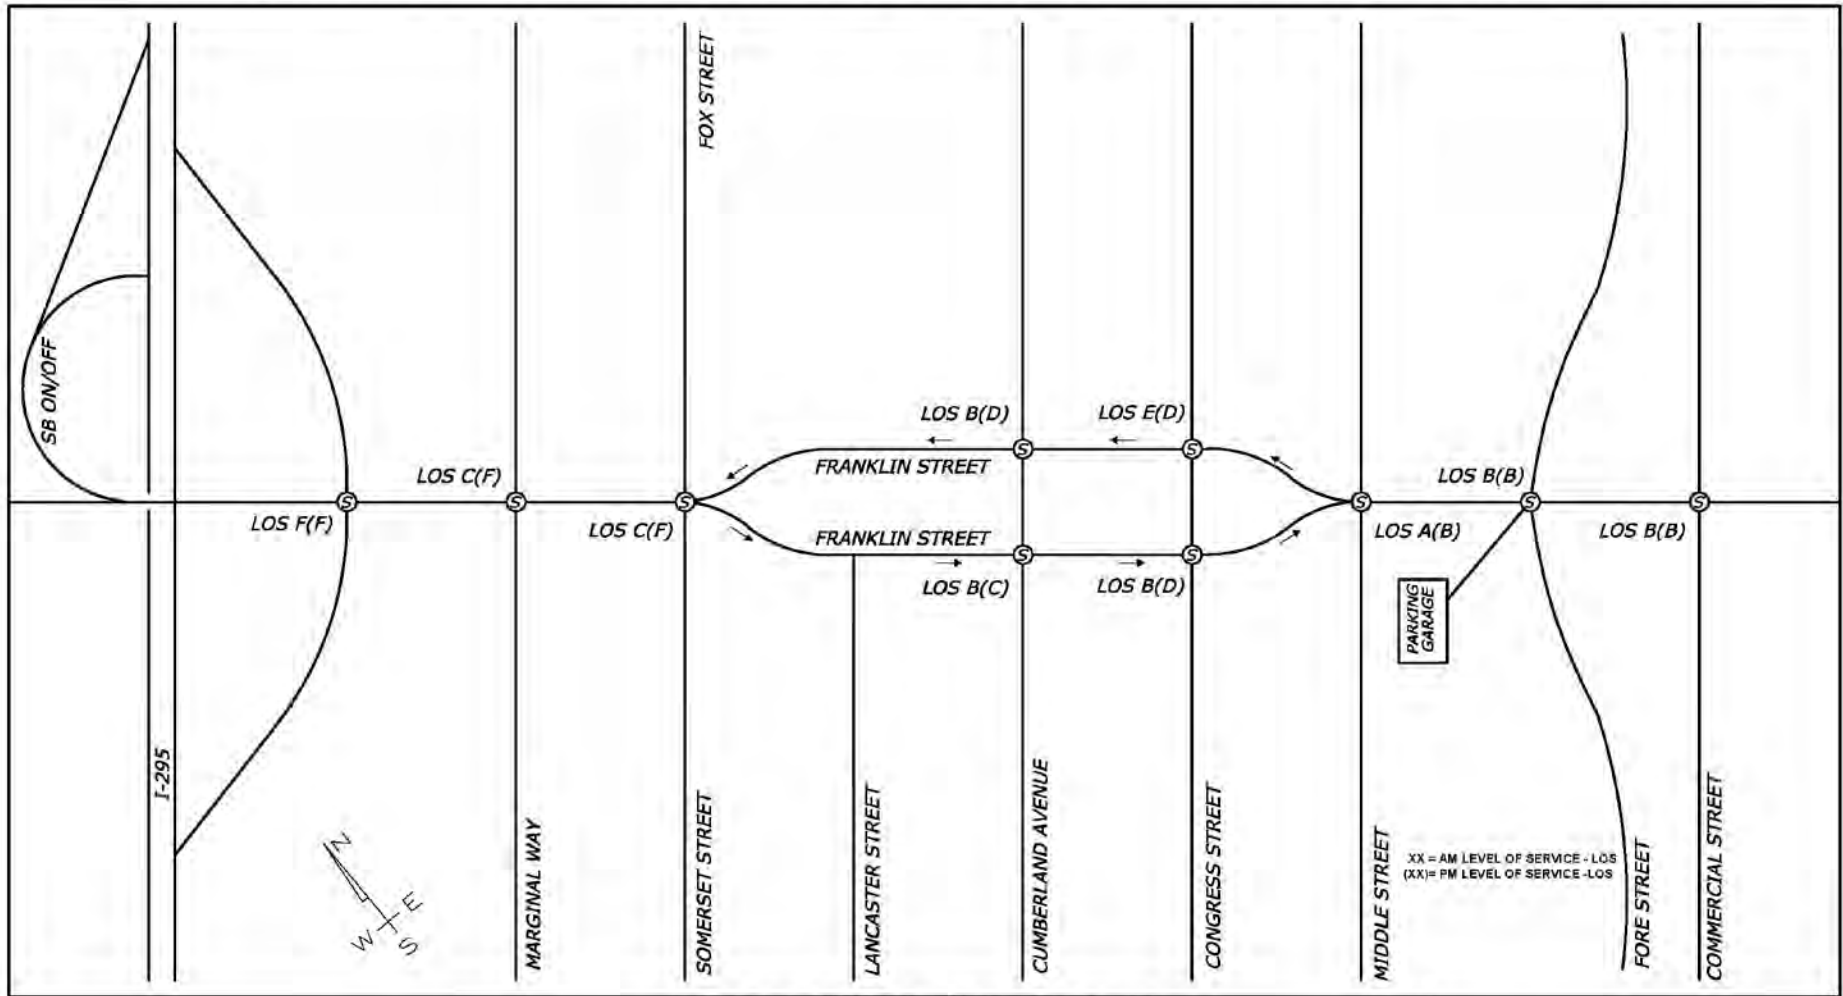 FOX STREET
SB ON/OFF
LOS B(D)
LOS E(D)
FRANKLIN STREET
LOS C(F)
LOS B(B)
S
S
S
S
S
S
S
S
S
S
LOS F(F)
LOS C(F)
FRANKLIN STREET
LOS A(B)
LOS B(B)
LOS B(C)
LOS B(D)
PARKING
GARAGE
I-295
MARGINAL WAY
SOMERSET STREET
LANCASTER STREET
CUMBERLAND AVENUE
CONGRESS STREET
MIDDLE STREET
XX = AM LEVEL OF SERVICE - LOS
(XX)= PM LEVEL OF SERVICE -LOS
FORE STREET
COMMERCIAL STREET
N
E
W
S